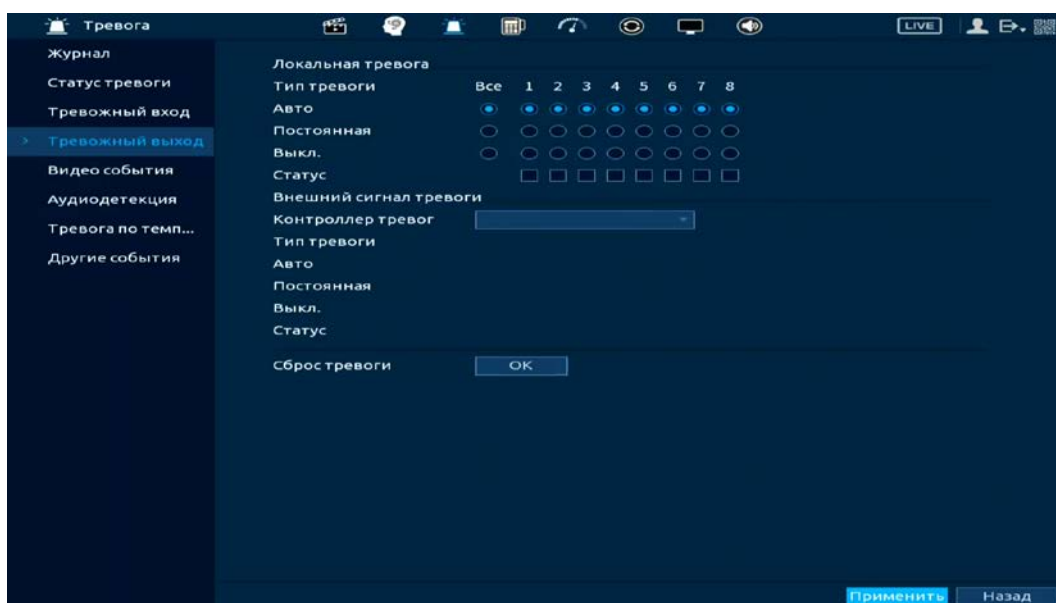 Тревога LIVE
Журнал
Статус тревоги
Тревожный вход
> Тревожный выход
Видео события
Аудиодетекция
Тревога по темп...
Другие события
Локальная тревога
Тип тревоги Все 1 2 3 4 5 6 7 8
Авто
Постоянная
Выкл.
Статус
Внешний сигнал тревоги
Контроллер тревог
Тип тревоги
Авто
Постоянная
Выкл.
Статус
Сброс тревоги OK
Применить Назад